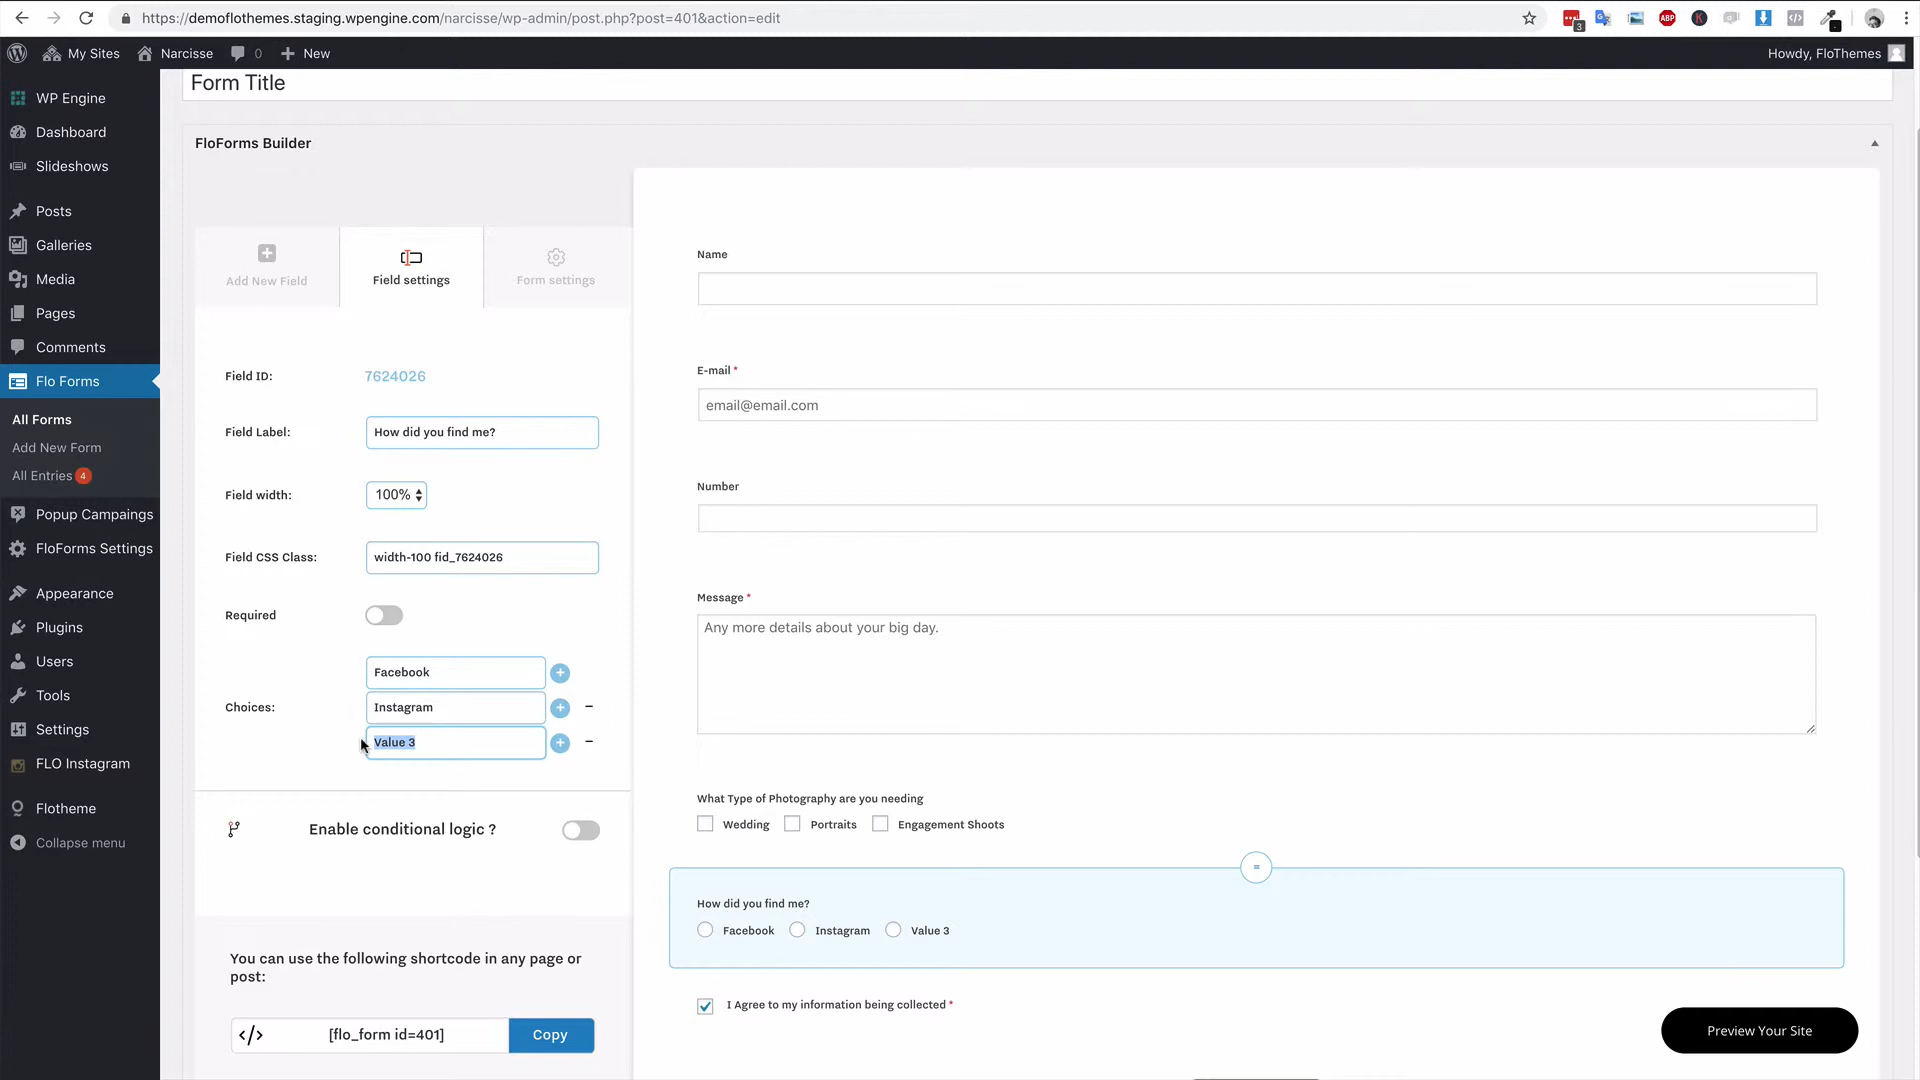 https://demoflothemes.staging.wpengine.com/narcisse/wp-admin/post.php?post=401&action=edit
ABP
K
3
My Sites
Narcisse
0
New
Howdy, FloThemes
WP Engine
Dashboard
Slideshows
Posts
Galleries
Media
Pages
Comments
Flo Forms
All Forms
Add New Form
All Entries 4
Popup Campaings
FloForms Settings
Appearance
Plugins
Users
Tools
Settings
FLO Instagram
Flotheme
Collapse menu
Form Title
FloForms Builder
Add New Field
Field settings
Form settings
Field ID: 7624026
Field Label: How did you find me?
Field width: 100%
Field CSS Class: width-100 fid_7624026
Required
Choices:
Facebook
Instagram
Value 3
Enable conditional logic ?
You can use the following shortcode in any page or
post:
</> [flo_form id=401] Copy
Name
E-mail *
email@email.com
Number
Message *
Any more details about your big day.
What Type of Photography are you needing
Wedding Portraits Engagement Shoots
How did you find me?
Facebook Instagram Value 3
I Agree to my information being collected *
Preview Your Site